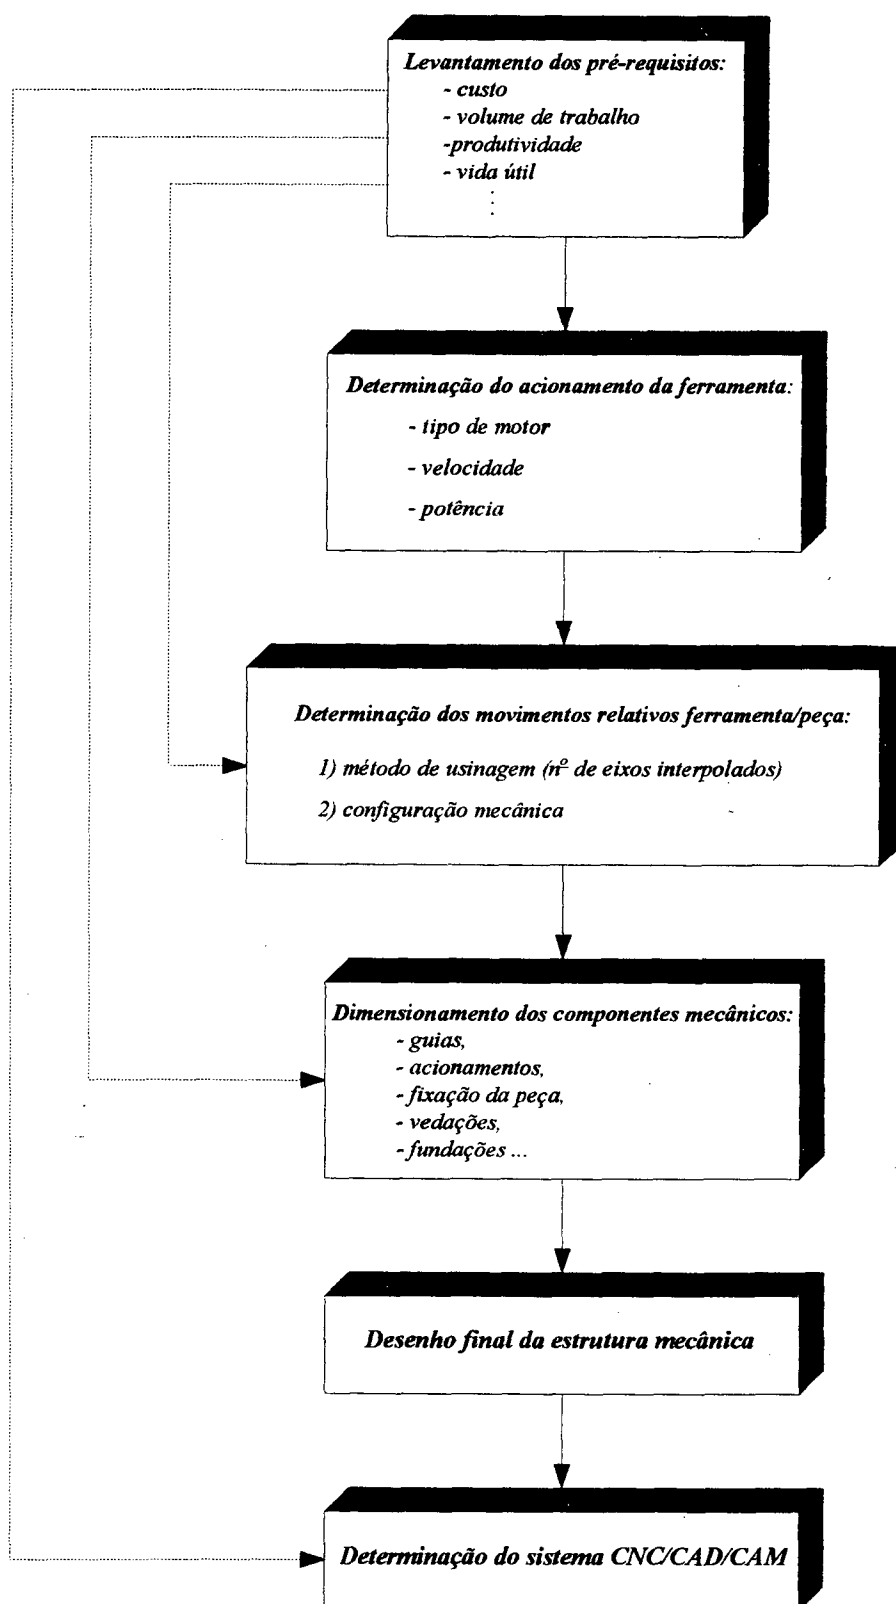 Levantamento dos pré-requisitos:
- custo
- volume de trabalho
-produtividade
- vida útil
Determinação do acionamento da ferramenta:
- tipo de motor
- velocidade
- potência
Determinação dos movimentos relativos ferramenta/peça:
1) método de usinagem (nº de eixos interpolados)
2) configuração mecânica
Dimensionamento dos componentes mecânicos:
- guias,
- acionamentos,
- fixação da peça,
- vedações,
- fundações ...
Desenho final da estrutura mecânica
Determinação do sistema CNC/CAD/CAM